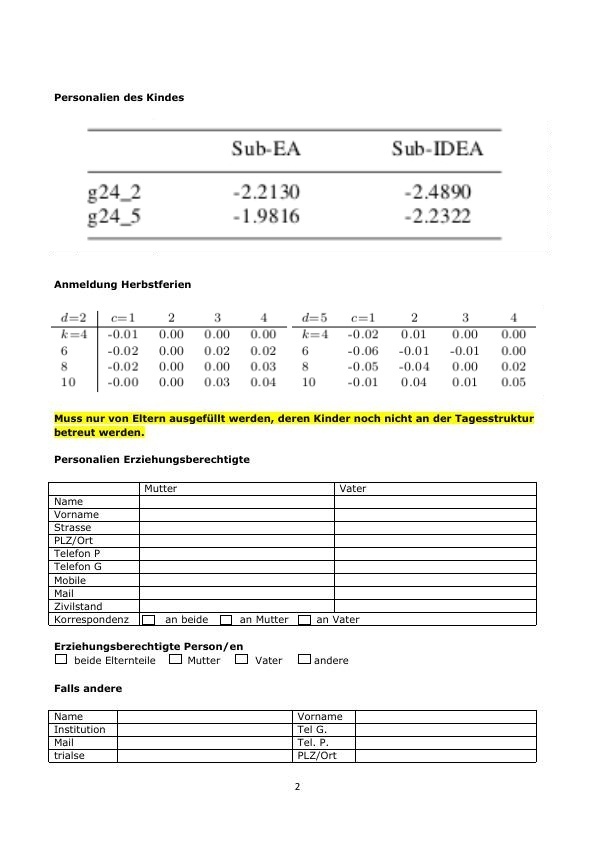 Personalien des Kindes
Sub-EA Sub-IDEA
g24_2 -2.2130 -2.4890
g24_5 -1.9816 -2.2322
Anmeldung Herbstferien
d=2 c=1 2 3 4 d=5 c=1 2 3 4
k=4 -0.01 0.00 0.00 0.00 k=4 -0.02 0.01 0.00 0.00
6 -0.02 0.00 0.02 0.02 6 -0.06 -0.01 -0.01 0.00
8 -0.02 0.00 0.00 0.03 8 -0.05 -0.04 0.00 0.02
10 -0.00 0.00 0.03 0.04 10 -0.01 0.04 0.01 0.05
Muss nur von Eltern ausgefüllt werden, deren Kinder noch nicht an der Tagesstruktur
betreut werden.
Personalien Erziehungsberechtigte
Mutter Vater
Name
Vorname
Strasse
PLZ/Ort
Telefon P
Telefon G
Mobile
Mail
Zivilstand
Korrespondenz an beide an Mutter an Vater
Erziehungsberechtigte Person/en
beide Elternteile Mutter Vater andere
Falls andere
Name Vorname
Institution Tel G.
Mail Tel. P.
trialse PLZ/Ort
2